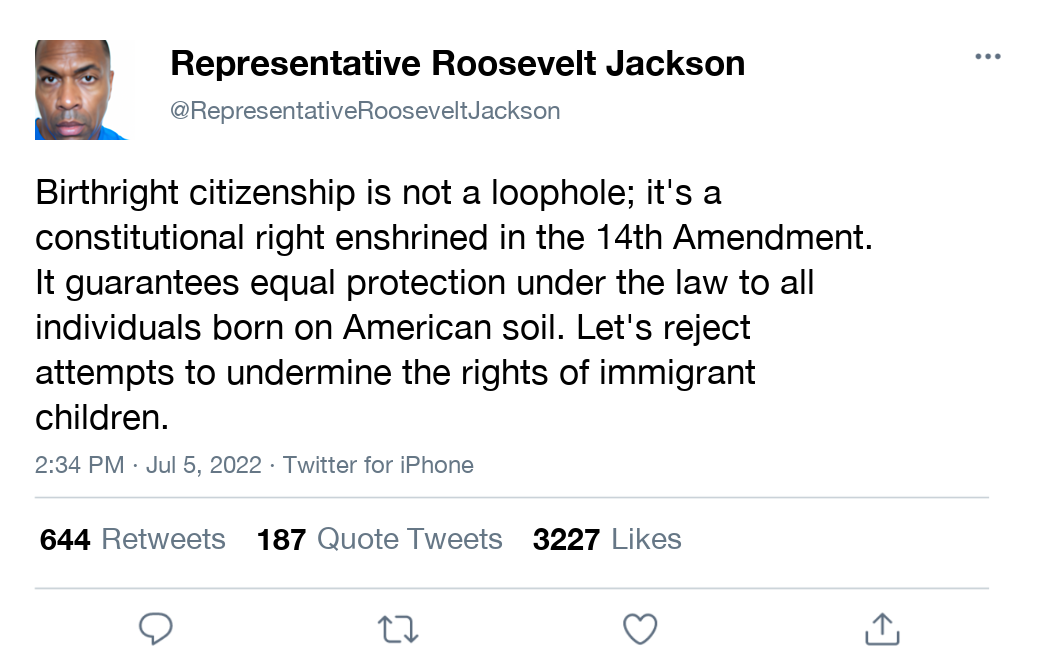 Representative Roosevelt Jackson
@RepresentativeRooseveltJackson
Birthright citizenship is not a loophole; it's a
constitutional right enshrined in the 14th Amendment.
It guarantees equal protection under the law to all
individuals born on American soil. Let's reject
attempts to undermine the rights of immigrant
children.
2:34 PM · Jul 5, 2022 · Twitter for iPhone
644 Retweets 187 Quote Tweets 3227 Likes